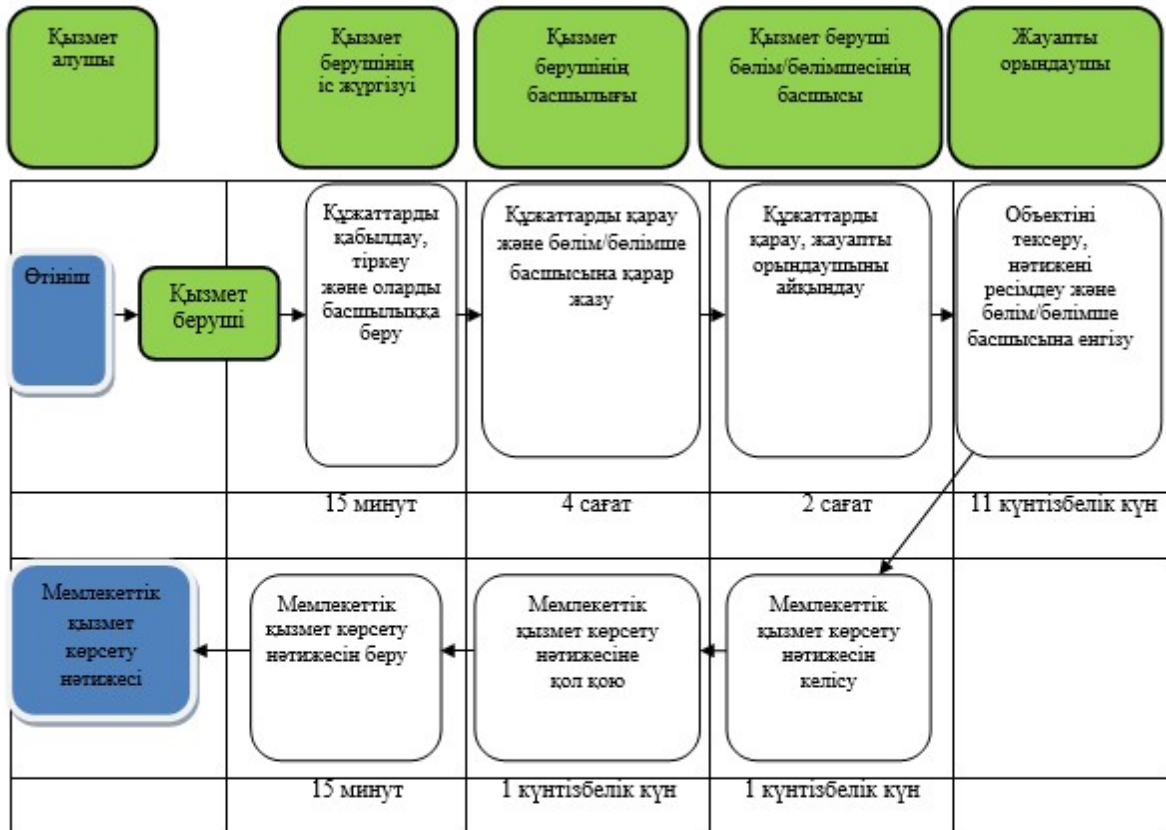 Қызмет
алушы
Қызмет
берушінің
іс жүргізуі
Қызмет
берушінің
басшылығы
Қызмет беруші
бөлім/бөлімшесінің
басшысы
Жауапты
орындаушы
Өтініш
Қызмет
беруші
Құжаттарды
қабылдау,
тіркеу
және оларды
басшылыққа
беру
Құжаттарды қарау
және бөлім/бөлімше
басшысына қарар
жазу
Құжаттарды
қарау, жауапты
орындаушыны
айқындау
Объектіні
тексеру,
нәтижені
ресімдеу және
бөлім/бөлімше
басшысына енгізу
15 минут
4 сағат
2 сағат
11 күнтізбелік күн
Мемлекеттік
қызмет
көрсету
нәтижесі
Мемлекеттік
қызмет көрсету
нәтижесін беру
Мемлекеттік
қызмет көрсету
нәтижесіне
қол қою
Мемлекеттік
қызмет көрсету
нәтижесін
келісу
15 минут
1 күнтізбелік күн
1 күнтізбелік күн